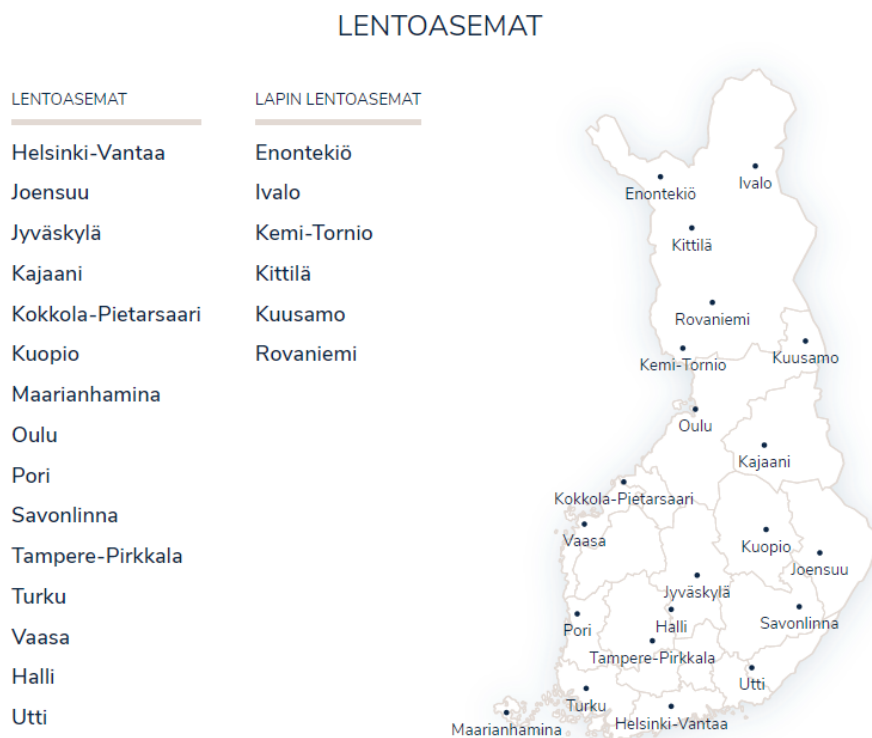 LENTOASEMAT
LENTOASEMAT
Helsinki-Vantaa
Joensuu
Jyväskylä
Kajaani
Kokkola-Pietarsaari
Kuopio
Maarianhamina
Oulu
Pori
Savonlinna
Tampere-Pirkkala
Turku
Vaasa
Halli
Utti
LAPIN LENTOASEMAT
Enontekiö
Ivalo
Kemi-Tornio
Kittilä
Kuusamo
Rovaniemi
Ivalo
Enontekiö
Kittilä
Rovaniemi
Kuusamo
Kemi-Tornio
Oulu
Kajaani
Kokkola-Pietarsaari
Vaasa
Kuopio
Joensuu
Jyväskylä
Savonlinna
Halli
Pori
Tampere-Pirkkala
Utti
Turku
Helsinki-Vantaa
Maarianhamina